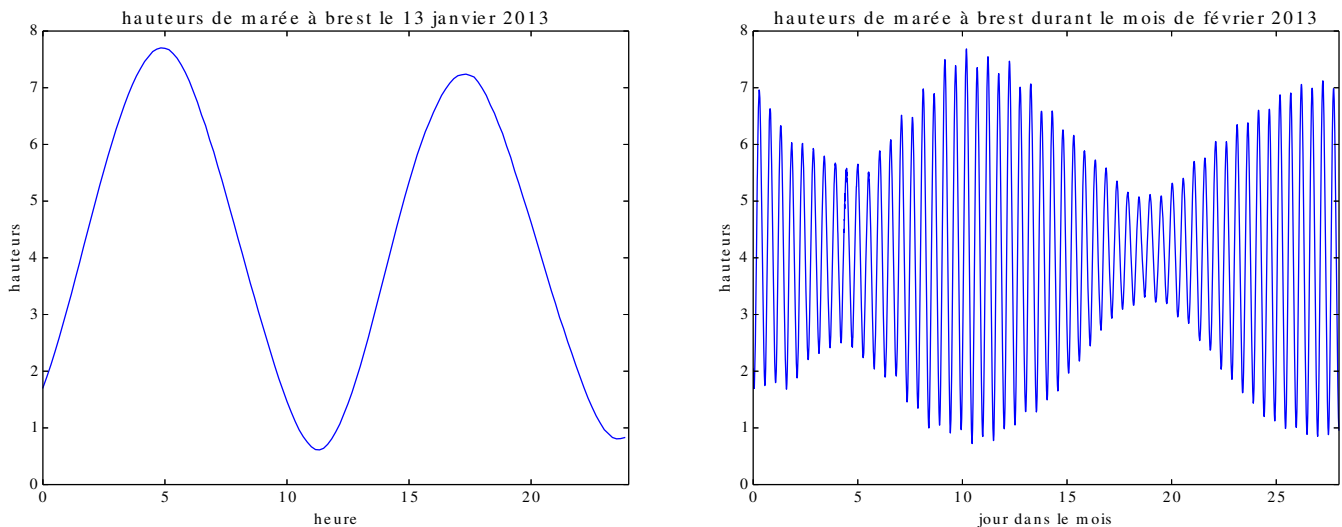 hauteurs de marée à brest le 13 janvier 2013
8
7
6
5
4
3
2
1
0
hauteurs
0 5 10 15 20
heure
hauteurs de marée à brest durant le mois de février 2013
8
7
6
5
4
3
2
1
0
hauteurs
0 5 10 15 20 25
jour dans le mois